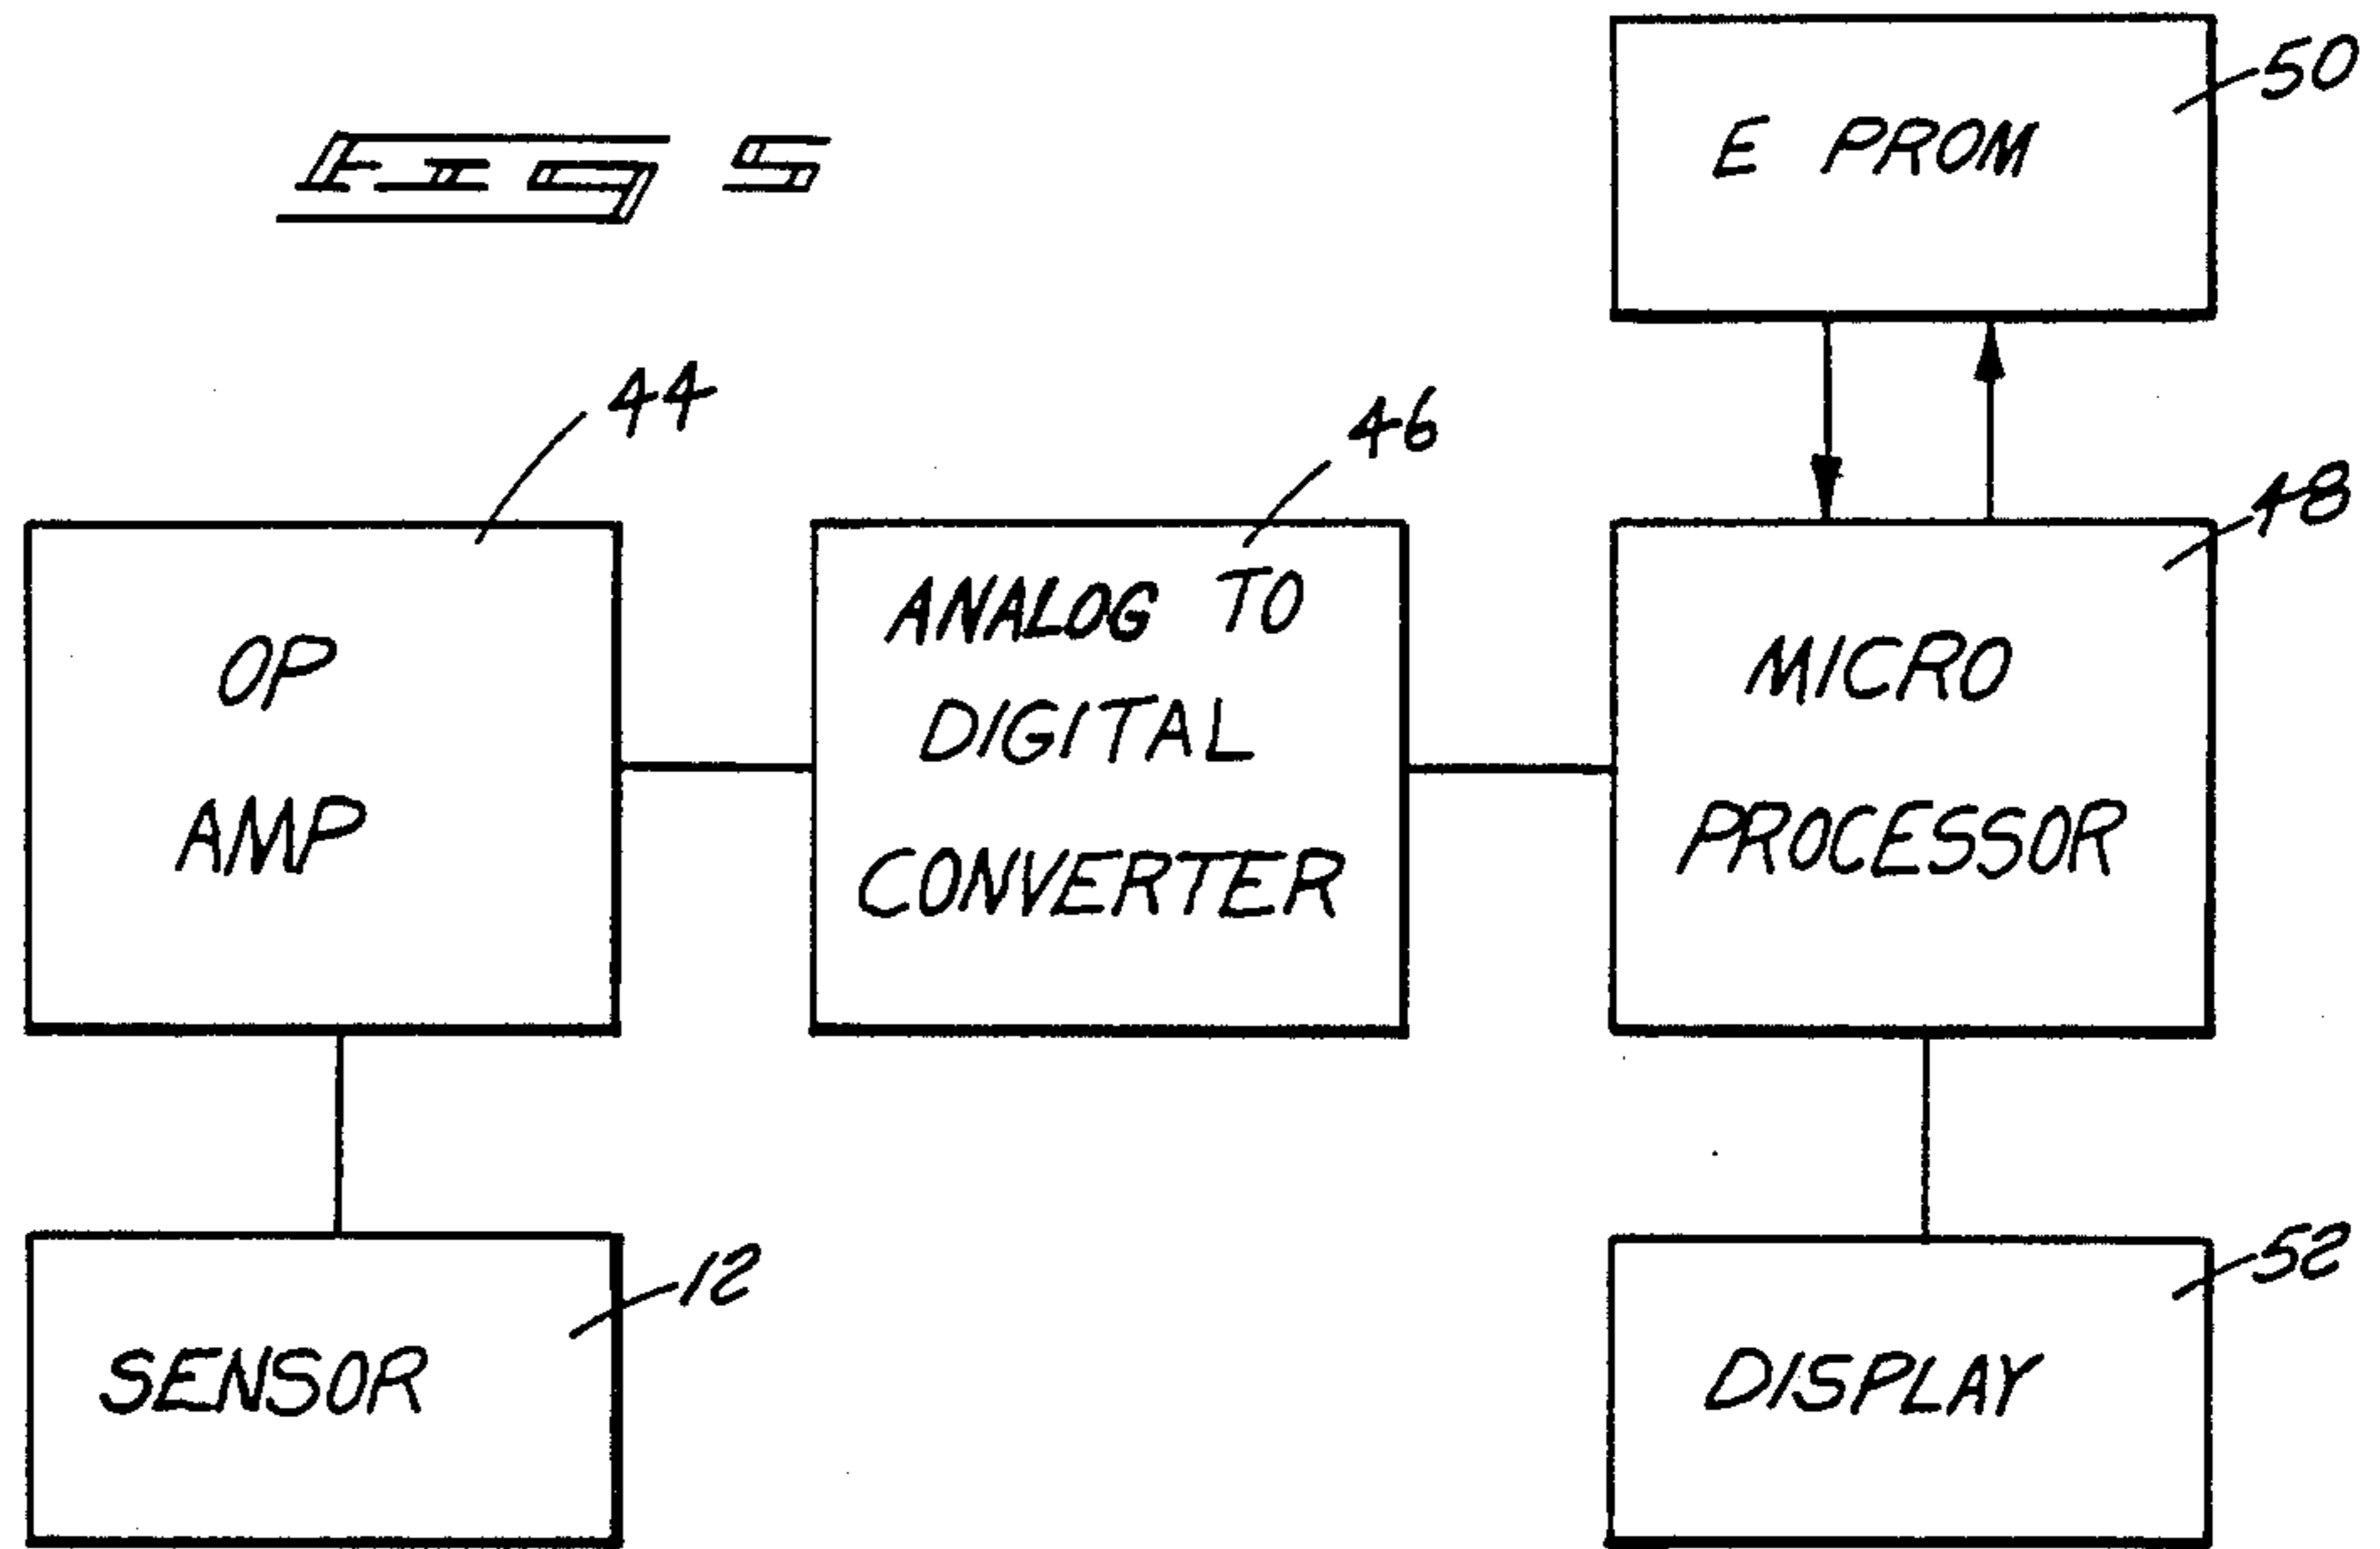 Fig 5
50
E PROM
44
46
48
OP
AMP
ANALOG TO
DIGITAL
CONVERTER
MICRO
PROCESSOR
12
SENSOR
52
DISPLAY